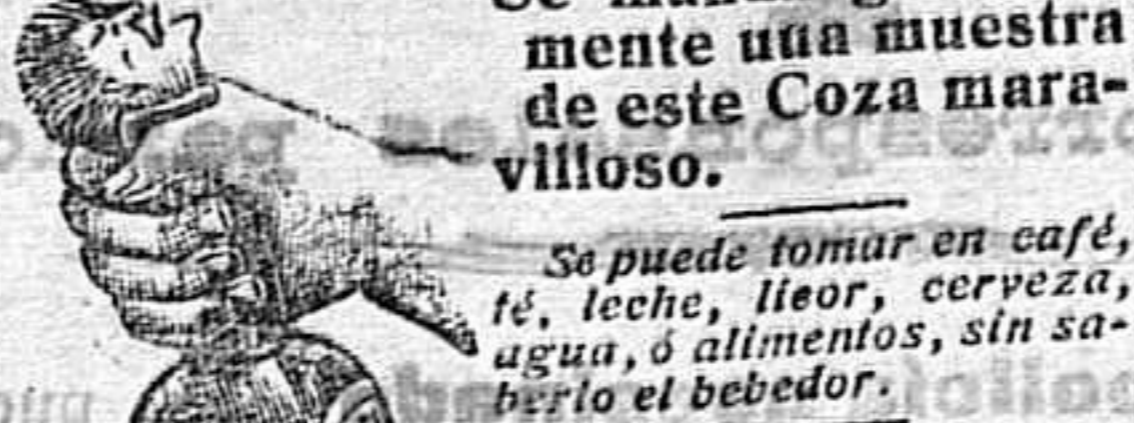 Se
mente una muestra
de este Coza mara-
villoso.
Se puede tomar en café,
té, leche, licor, cerveza,
agua, ó alimentos, sin sa-
berlo el bebedor.